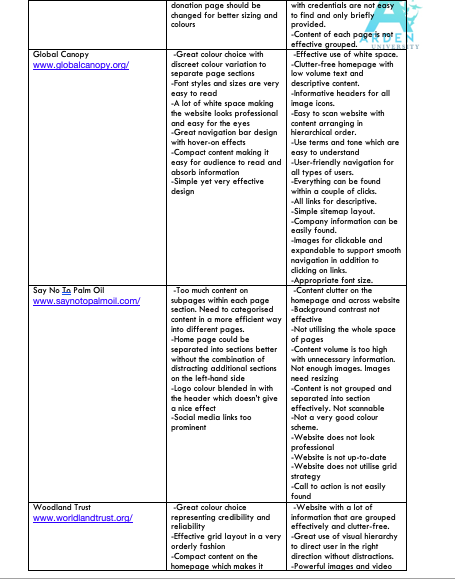 donation page should be
changed for better sizing and
colours
with credentials are not easy
to find and only briefly
provided.
-Content of each page is not
effective grouped.
ARDEN
UNIVERSITY
Global Canopy
www.globalcanopy.org/
-Great colour choice with
discreet colour variation to
separate page sections
-Font styles and sizes are very
easy to read
-A lot of white space making
the website looks professional
and easy for the eyes
-Great navigation bar design
with hover-on effects
-Compact content making it
easy for audience to read and
absorb information
-Simple yet very effective
design
-Effective use of white space.
-Clutter-free homepage with
low volume text and
descriptive content.
-Informative headers for all
image icons.
-Easy to scan website with
content arranging in
hierarchical order.
-Use terms and tone which are
easy to understand
-User-friendly navigation for
all types of users.
-Everything can be found
within a couple of clicks.
-All links for descriptive.
-Simple sitemap layout.
-Company information can be
easily found.
-Images for clickable and
expandable to support smooth
navigation in addition to
clicking on links.
-Appropriate font size.
Say No To Palm Oil
www.saynotopalmoil.com/
-Too much content on
subpages within each page
section. Need to categorised
content in a more efficient way
into different pages.
-Home page could be
separated into sections better
without the combination of
distracting additional sections
on the left-hand side
-Logo colour blended in with
the header which doesn't give
a nice effect
-Social media links too
prominent
-Content clutter on the
homepage and across website
-Background contrast not
effective
-Not utilising the whole space
of pages
-Content volume is too high
with unnecessary information.
Not enough images. Images
need resizing
-Content is not grouped and
separated into section
effectively. Not scannable
-Not a very good colour
scheme.
-Website does not look
professional
-Website is not up-to-date
-Website does not utilise grid
strategy
-Call to action is not easily
found
Woodland Trust
www.worldlandtrust.org/
-Great colour choice
representing credibility and
reliability
-Effective grid layout in a very
orderly fashion
-Compact content on the
homepage which makes it
-Website with a lot of
information that are grouped
effectively and clutter-free.
-Great use of visual hierarchy
to direct user in the right
direction without distractions.
-Powerful images and video